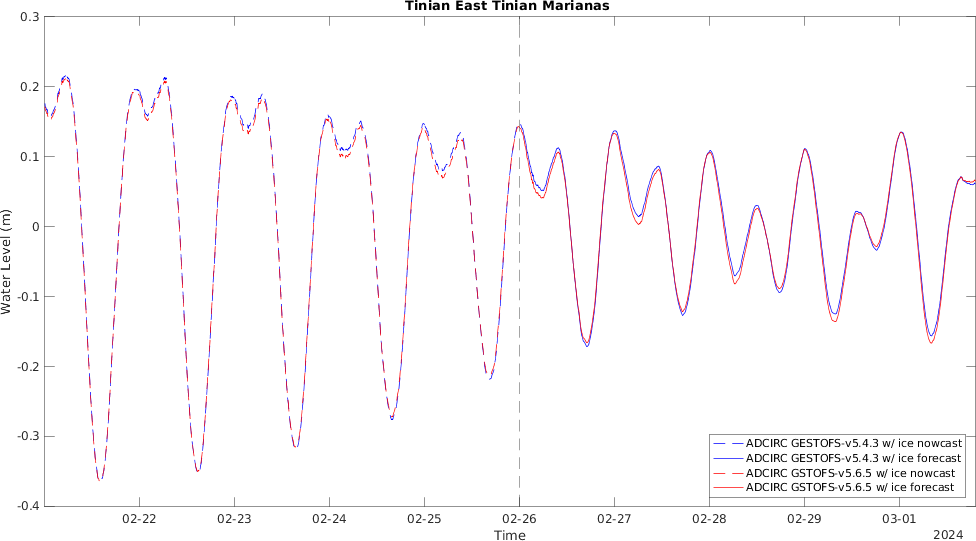 Tinian East Tinian Marianas
0.3
0.2
0.1
0
-0.1
-0.2
-0.3
-0.4
Water Level (m)
ADCIRC GESTOFS-v5.4.3 w/ ice nowcast
ADCIRC GESTOFS-v5.4.3 w/ ice forecast
ADCIRC GSTOFS-v5.6.5 w/ ice nowcast
ADCIRC GSTOFS-v5.6.5 w/ ice forecast
02-22 02-23 02-24 02-25 02-26 02-27 02-28 02-29 03-01
Time
2024